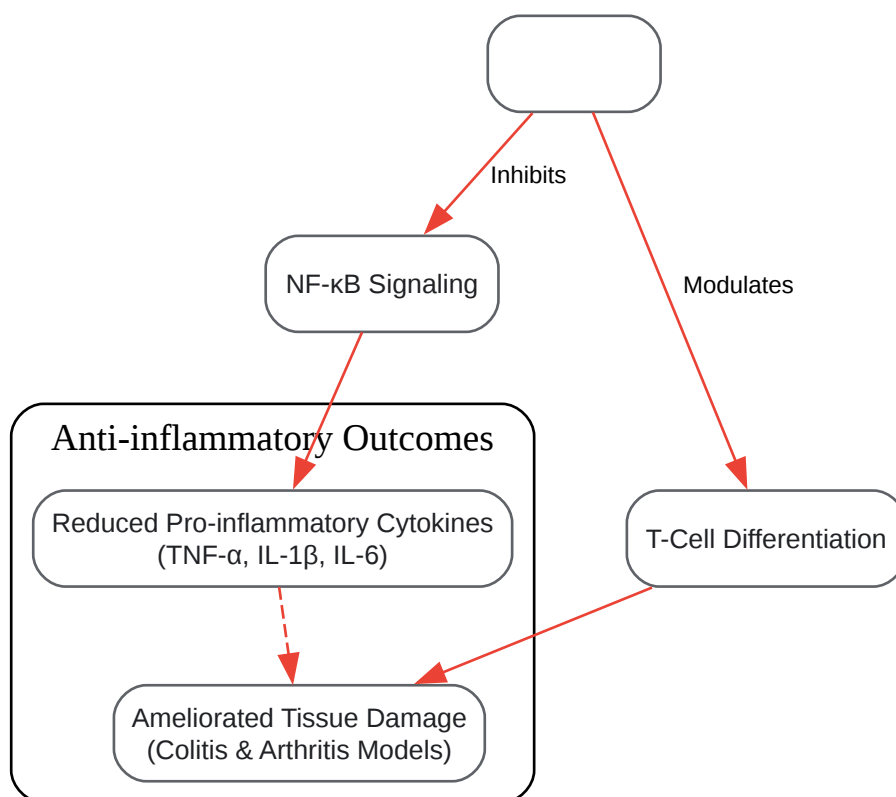 Inhibits
NF-κB Signaling
Modulates
Anti-inflammatory Outcomes
Reduced Pro-inflammatory Cytokines
(TNF-α, IL-1β, IL-6)
T-Cell Differentiation
Ameliorated Tissue Damage
(Colitis & Arthritis Models)